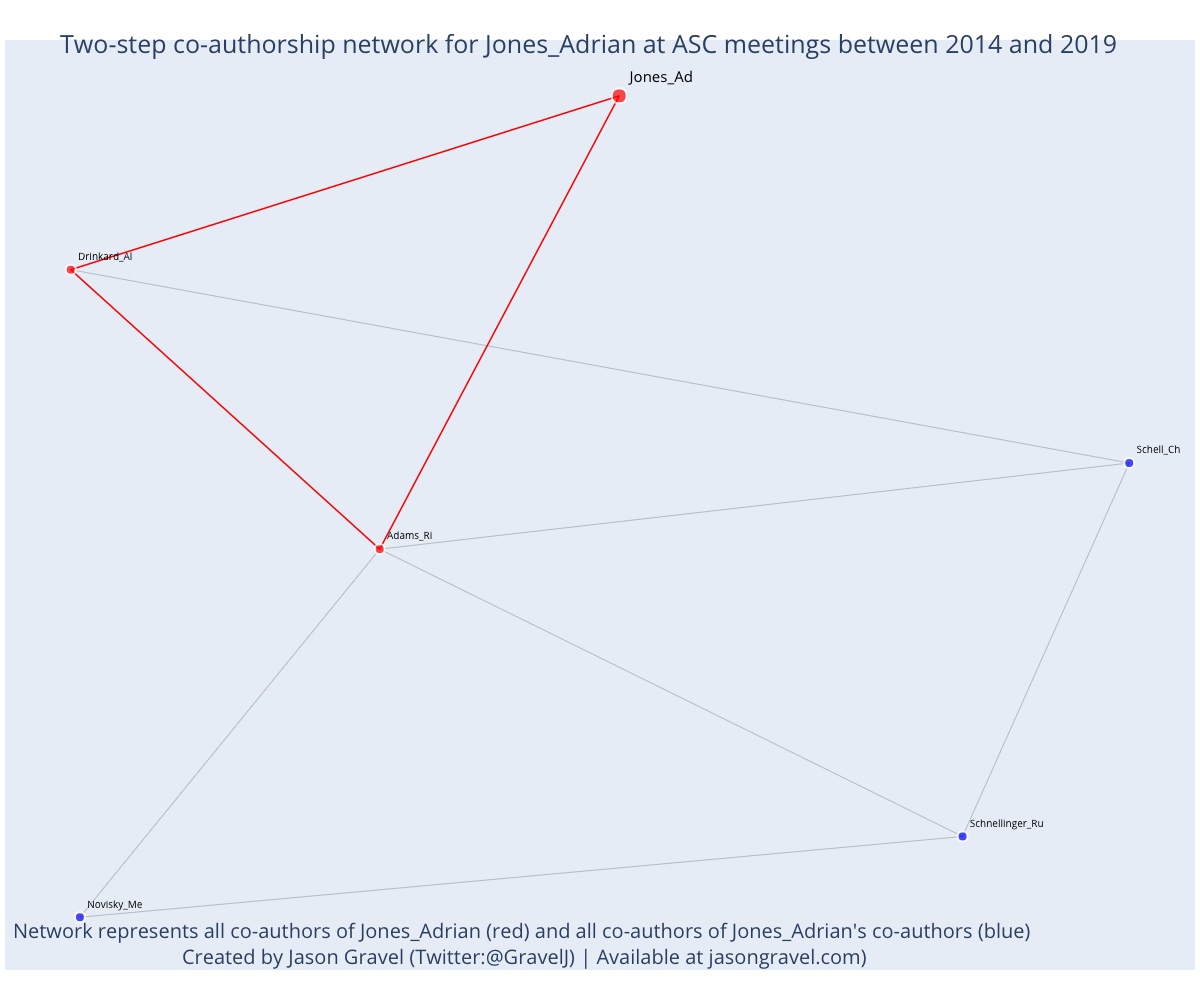 Two-step co-authorship network for Jones_Adrian at ASC meetings between 2014 and 2019
Jones_Ad
Drinkard_Al
Schell_Ch
Adams_Ri
Schnellinger_Ru
Novisky_Me
Network represents all co-authors of Jones_Adrian (red) and all co-authors of Jones_Adrian's co-authors (blue)
Created by Jason Gravel (Twitter:@GravelJ) | Available at jasongravel.com)